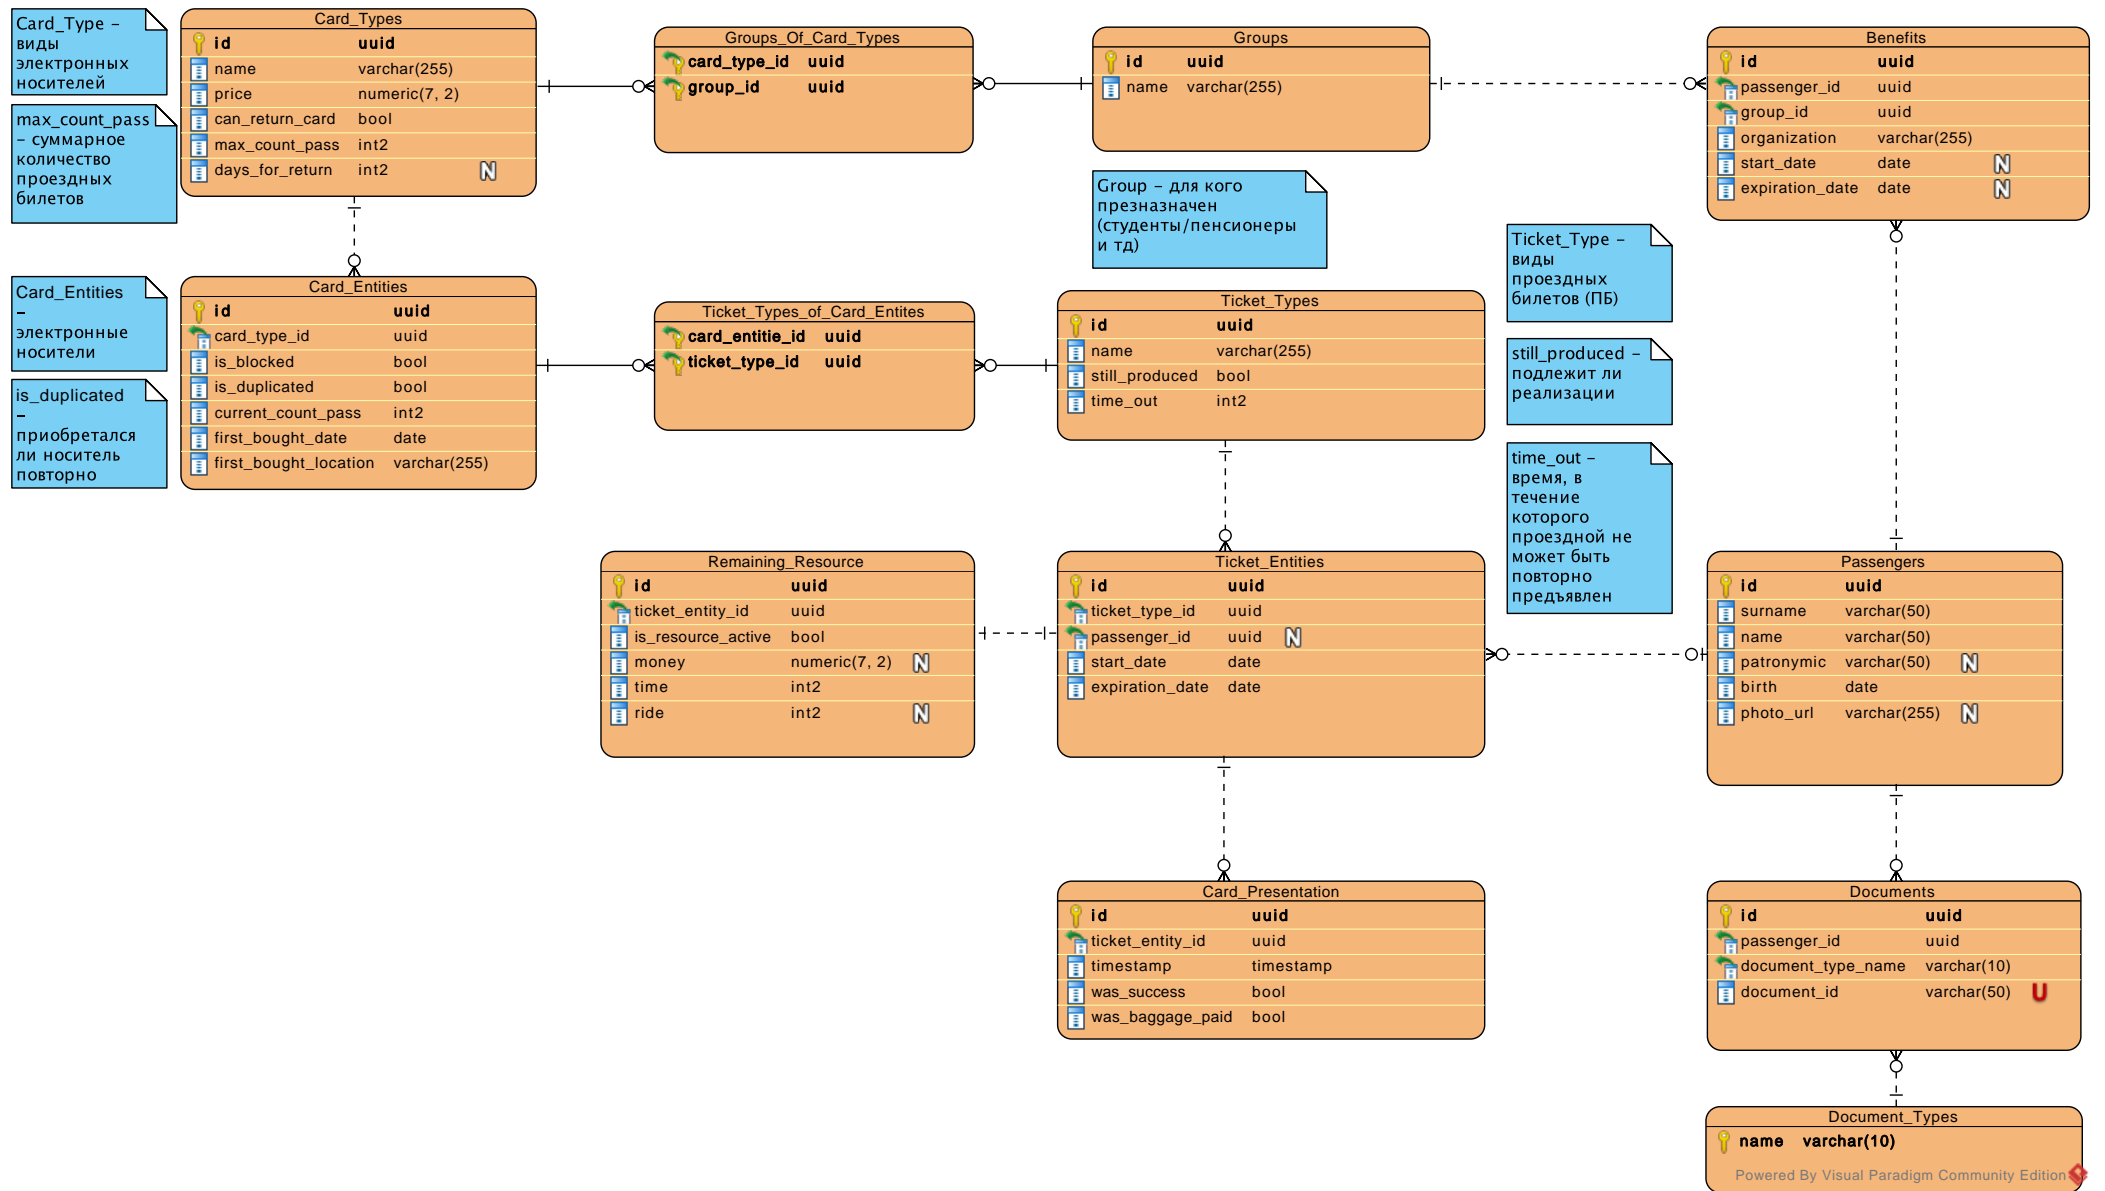 Card_Type –
виды
электронных
носителей
max_count_pass
– суммарное
количество
проездных
билетов
Card_Types
id uuid
name varchar(255)
price numeric(7, 2)
can_return_card bool
max_count_pass int2
days_for_return int2 N
Groups_Of_Card_Types
card_type_id uuid
group_id uuid
Groups
id uuid
name varchar(255)
Benefits
id uuid
passenger_id uuid
group_id uuid
organization varchar(255)
start_date date N
expiration_date date N
Group – для кого
презназначен
(студенты/пенсионеры
и тд)
Ticket_Type –
виды
проездных
билетов (ПБ)
still_produced –
подлежит ли
реализации
time_out –
время, в
течение
которого
проездной не
может быть
повторно
предъявлен
Card_Entities
–
электронные
носители
is_duplicated
–
приобретался
ли носитель
повторно
Card_Entities
id uuid
card_type_id uuid
is_blocked bool
is_duplicated bool
current_count_pass int2
first_bought_date date
first_bought_location varchar(255)
Ticket_Types_of_Card_Entites
card_entitie_id uuid
ticket_type_id uuid
Ticket_Types
id uuid
name varchar(255)
still_produced bool
time_out int2
Remaining_Resource
id uuid
ticket_entity_id uuid
is_resource_active bool
money numeric(7, 2) N
time int2
ride int2 N
Ticket_Entities
id uuid
ticket_type_id uuid
passenger_id uuid N
start_date date
expiration_date date
Passengers
id uuid
surname varchar(50)
name varchar(50)
patronymic varchar(50) N
birth date
photo_url varchar(255) N
Card_Presentation
id uuid
ticket_entity_id uuid
timestamp timestamp
was_success bool
was_baggage_paid bool
Documents
id uuid
passenger_id uuid
document_type_name varchar(10)
document_id varchar(50) U
Document_Types
name varchar(10)
Powered By Visual Paradigm Community Edition